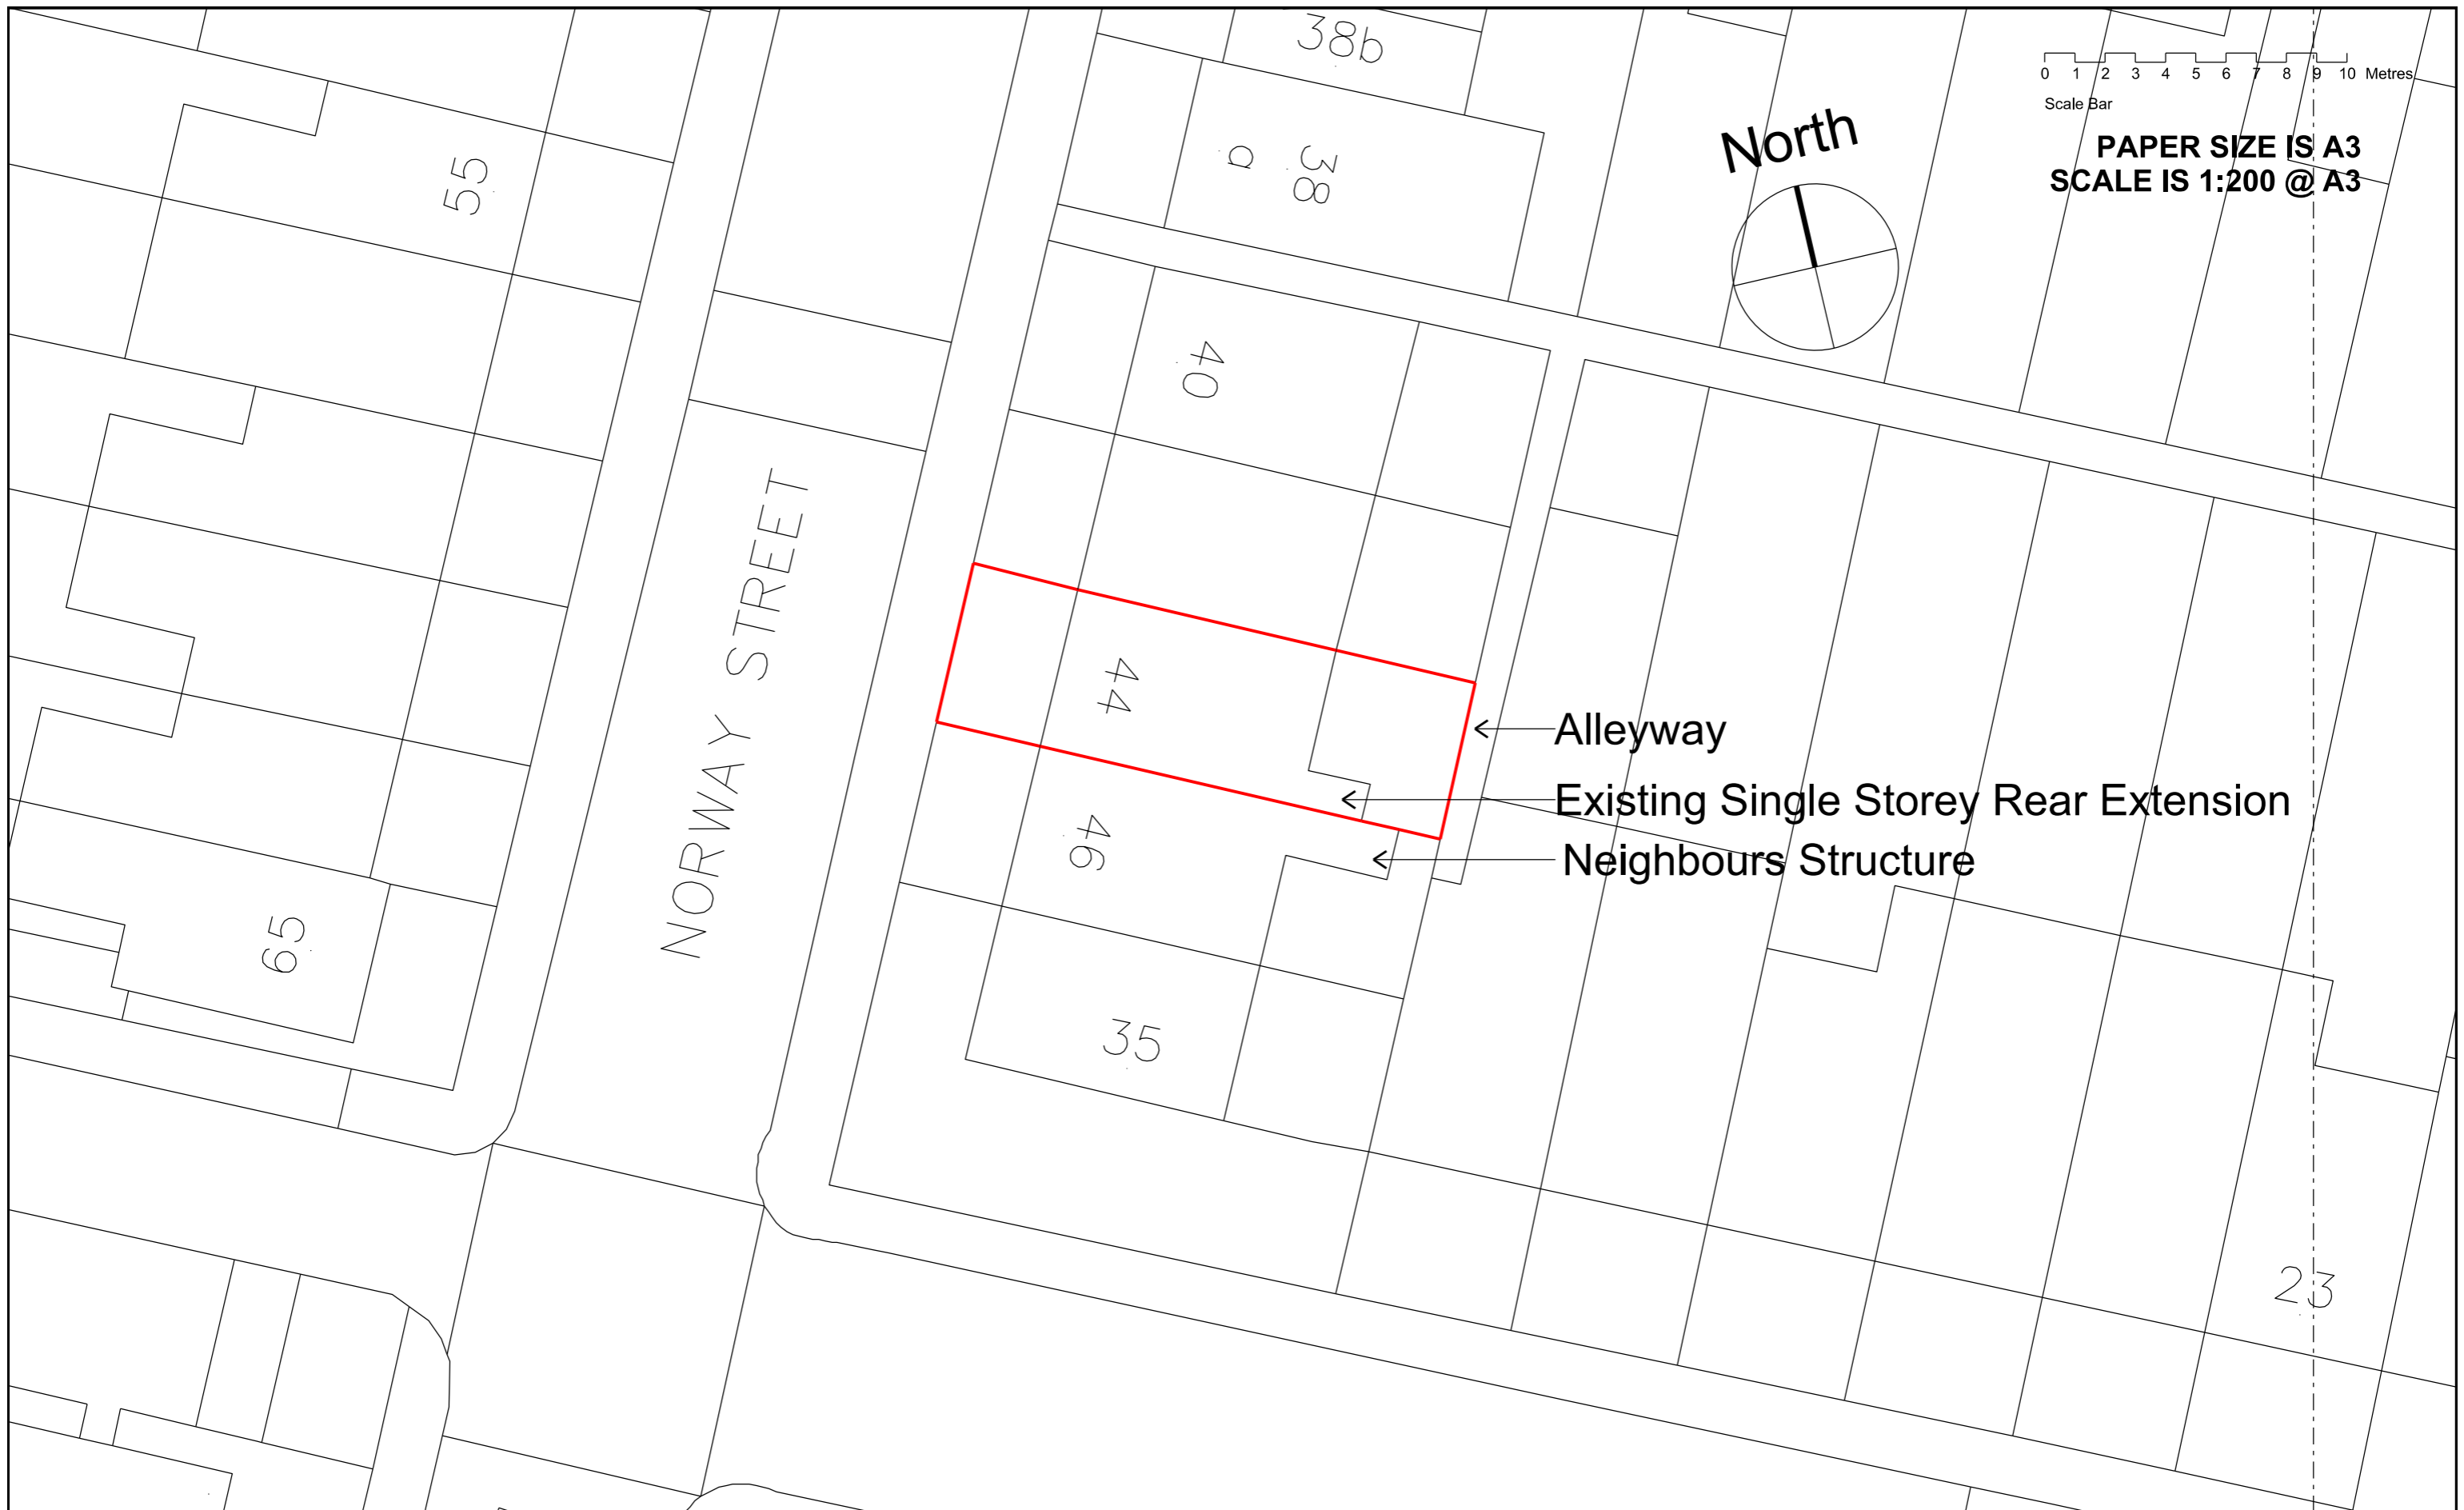 38b
0 1 2 3 4 5 6 7 8 9 10 Metres
Scale Bar
North
PAPER SIZE IS A3
SCALE IS 1:200 @ A3
55
38
a
40
NORWAY STREET
44
Alleyway
Existing Single Storey Rear Extension
46
Neighbours Structure
65
35
23